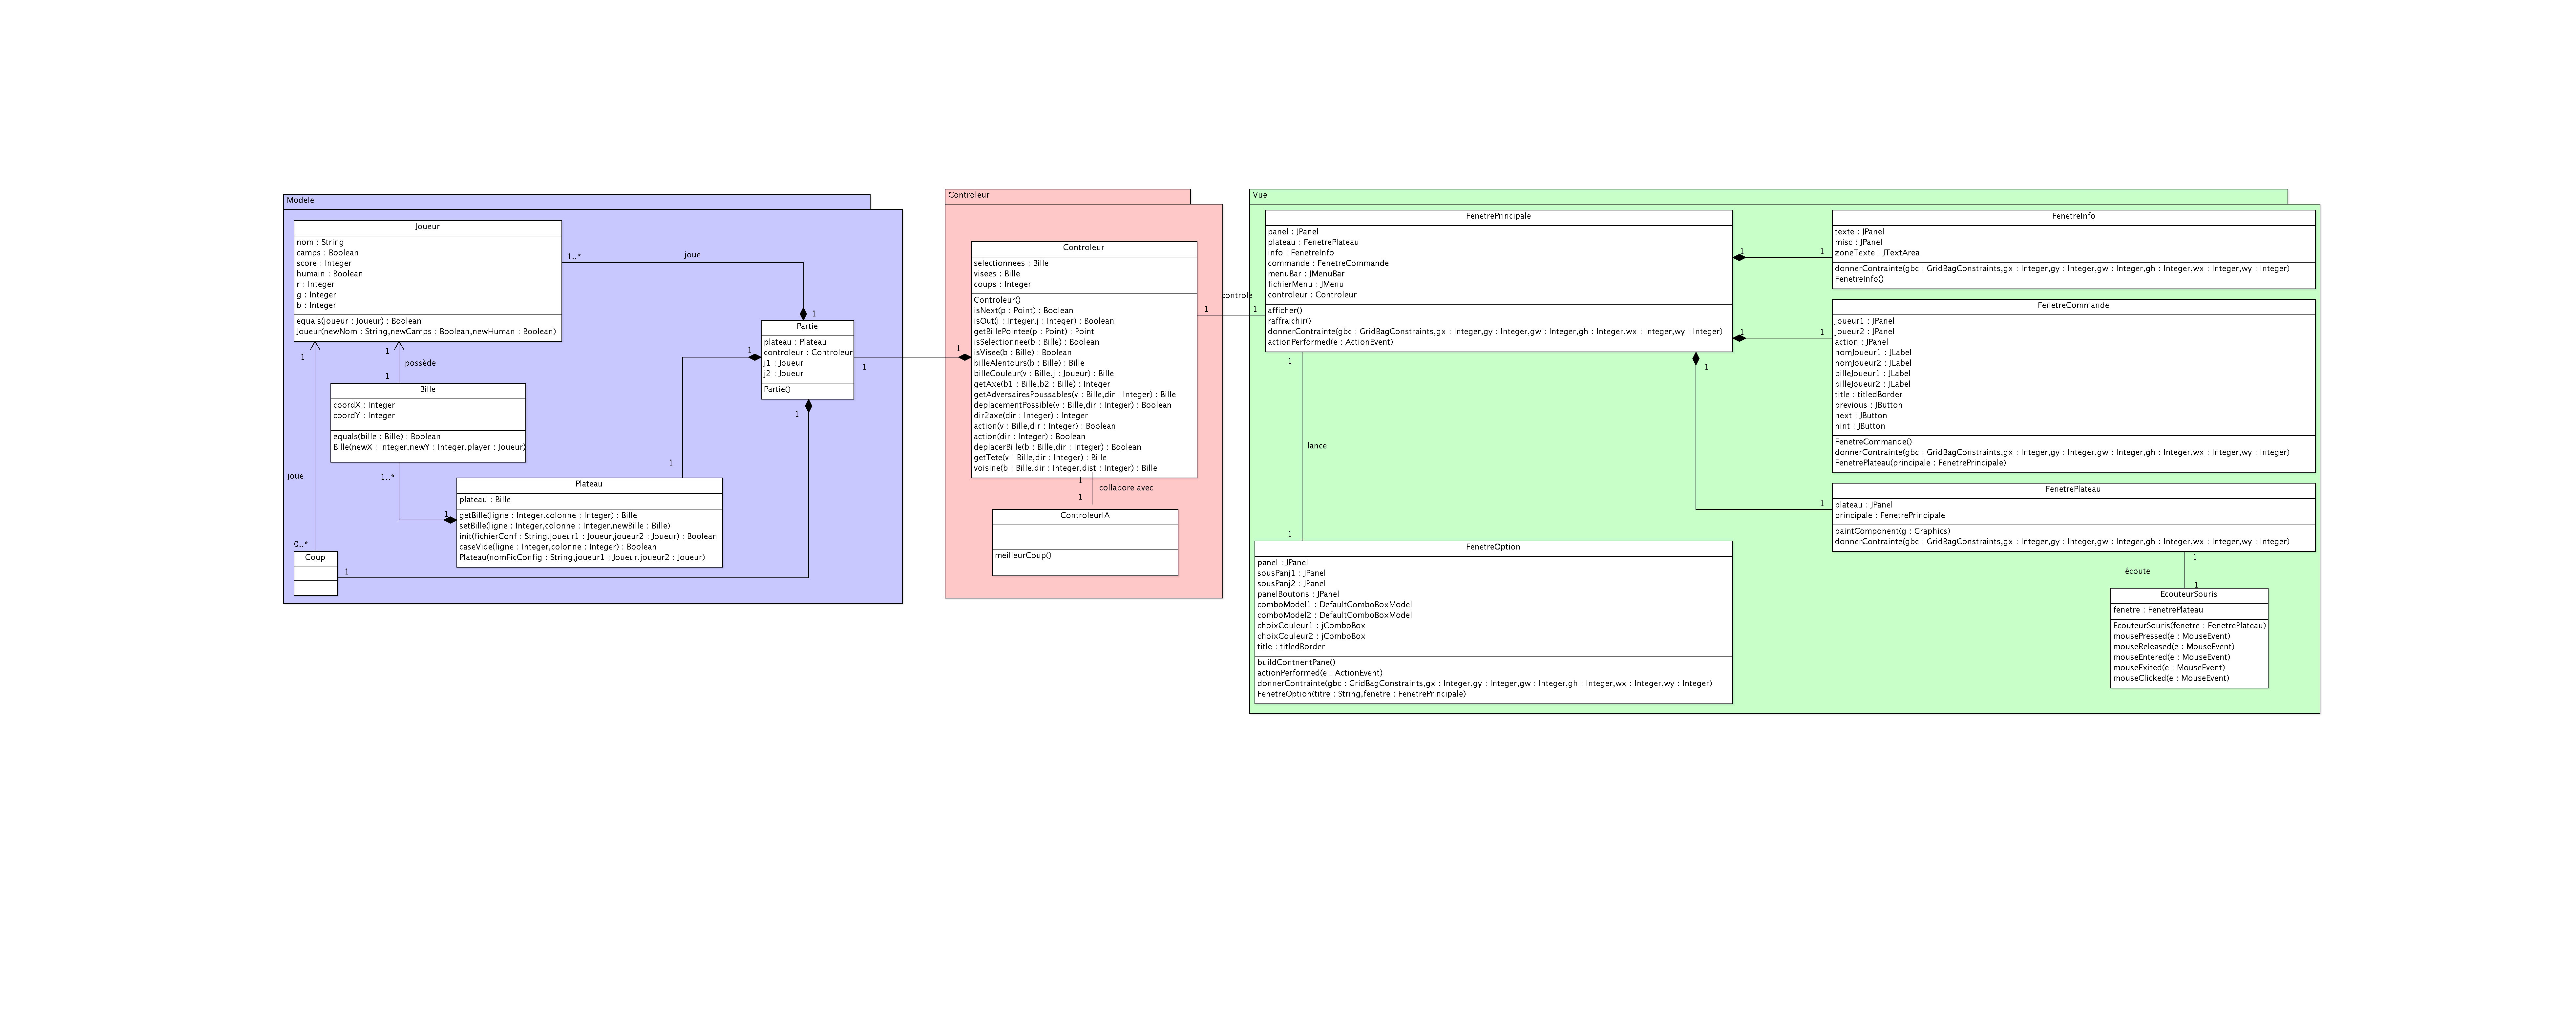 Modele
Joueur
nom : String
camps : Boolean
score : Integer
humain : Boolean
r : Integer
g : Integer
b : Integer
equals(joueur : Joueur) : Boolean
Joueur(newNom : String,newCamps : Boolean,newHuman : Boolean)
1..*
joue
1
Partie
plateau : Plateau
controleur : Controleur
j1 : Joueur
j2 : Joueur
Partie()
1
1
1
1
1
possède
1
Bille
coordX : Integer
coordY : Integer
equals(bille : Bille) : Boolean
Bille(newX : Integer,newY : Integer,player : Joueur)
1..*
1
1
Plateau
plateau : Bille
getBille(ligne : Integer,colonne : Integer) : Bille
setBille(ligne : Integer,colonne : Integer,newBille : Bille)
init(fichierConf : String,joueur1 : Joueur,joueur2 : Joueur) : Boolean
caseVide(ligne : Integer,colonne : Integer) : Boolean
Plateau(nomFicConfig : String,joueur1 : Joueur,joueur2 : Joueur)
joue
0..*
Coup
1
Controleur
Controleur
selectionnees : Bille
visees : Bille
coups : Integer
Controleur()
isNext(p : Point) : Boolean
isOut(i : Integer,j : Integer) : Boolean
getBillePointee(p : Point) : Point
isSelectionnee(b : Bille) : Boolean
isVisee(b : Bille) : Boolean
billeAlentours(b : Bille) : Bille
billeCouleur(v : Bille,j : Joueur) : Bille
getAxe(b1 : Bille,b2 : Bille) : Integer
getAdversairesPoussables(v : Bille,dir : Integer) : Bille
deplacementPossible(v : Bille,dir : Integer) : Boolean
dir2axe(dir : Integer) : Integer
action(v : Bille,dir : Integer) : Boolean
action(dir : Integer) : Boolean
deplacerBille(b : Bille,dir : Integer) : Boolean
getTete(v : Bille,dir : Integer) : Bille
voisine(b : Bille,dir : Integer,dist : Integer) : Bille
1
1
collabore avec
1
ControleurIA
meilleurCoup()
controle
1
1
Vue
FenetrePrincipale
panel : JPanel
plateau : FenetrePlateau
info : FenetreInfo
commande : FenetreCommande
menuBar : JMenuBar
fichierMenu : JMenu
controleur : Controleur
afficher()
raffraichir()
donnerContrainte(gbc : GridBagConstraints,gx : Integer,gy : Integer,gw : Integer,gh : Integer,wx : Integer,wy : Integer)
actionPerformed(e : ActionEvent)
1
lance
1
FenetreOption
panel : JPanel
sousPanj1 : JPanel
sousPanj2 : JPanel
panelBoutons : JPanel
comboModel1 : DefaultComboBoxModel
comboModel2 : DefaultComboBoxModel
choixCouleur1 : jComboBox
choixCouleur2 : jComboBox
title : titledBorder
buildContnentPane()
actionPerformed(e : ActionEvent)
donnerContrainte(gbc : GridBagConstraints,gx : Integer,gy : Integer,gw : Integer,gh : Integer,wx : Integer,wy : Integer)
FenetreOption(titre : String,fenetre : FenetrePrincipale)
1
1
1
1
1
1
FenetreInfo
texte : JPanel
misc : JPanel
zoneTexte : JTextArea
donnerContrainte(gbc : GridBagConstraints,gx : Integer,gy : Integer,gw : Integer,gh : Integer,wx : Integer,wy : Integer)
FenetreInfo()
FenetreCommande
joueur1 : JPanel
joueur2 : JPanel
action : JPanel
nomJoueur1 : JLabel
nomJoueur2 : JLabel
billeJoueur1 : JLabel
billeJoueur2 : JLabel
title : titledBorder
previous : JButton
next : JButton
hint : JButton
FenetreCommande()
donnerContrainte(gbc : GridBagConstraints,gx : Integer,gy : Integer,gw : Integer,gh : Integer,wx : Integer,wy : Integer)
FenetrePlateau(principale : FenetrePrincipale)
FenetrePlateau
plateau : JPanel
principale : FenetrePrincipale
paintComponent(g : Graphics)
donnerContrainte(gbc : GridBagConstraints,gx : Integer,gy : Integer,gw : Integer,gh : Integer,wx : Integer,wy : Integer)
1
écoute
1
EcouteurSouris
fenetre : FenetrePlateau
EcouteurSouris(fenetre : FenetrePlateau)
mousePressed(e : MouseEvent)
mouseReleased(e : MouseEvent)
mouseEntered(e : MouseEvent)
mouseExited(e : MouseEvent)
mouseClicked(e : MouseEvent)